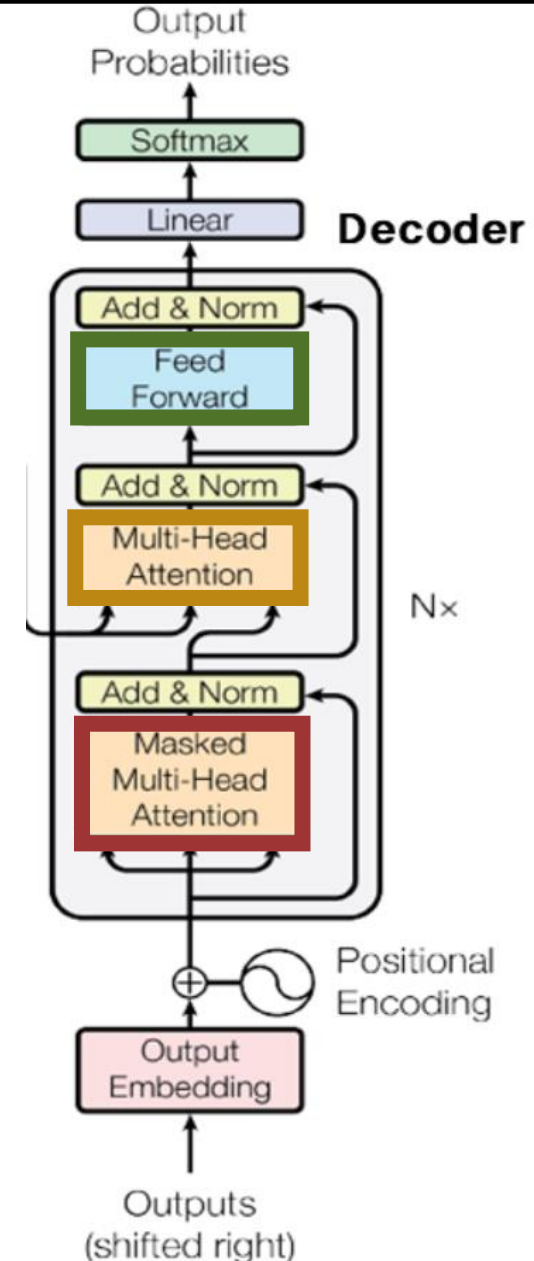 Output
Probabilities
Softmax
Linear
Decoder
Add & Norm
Feed
Forward
Add & Norm
Multi-Head
Attention
N×
Add & Norm
Masked
Multi-Head
Attention
Positional
Encoding
Output
Embedding
Outputs
(shifted right)